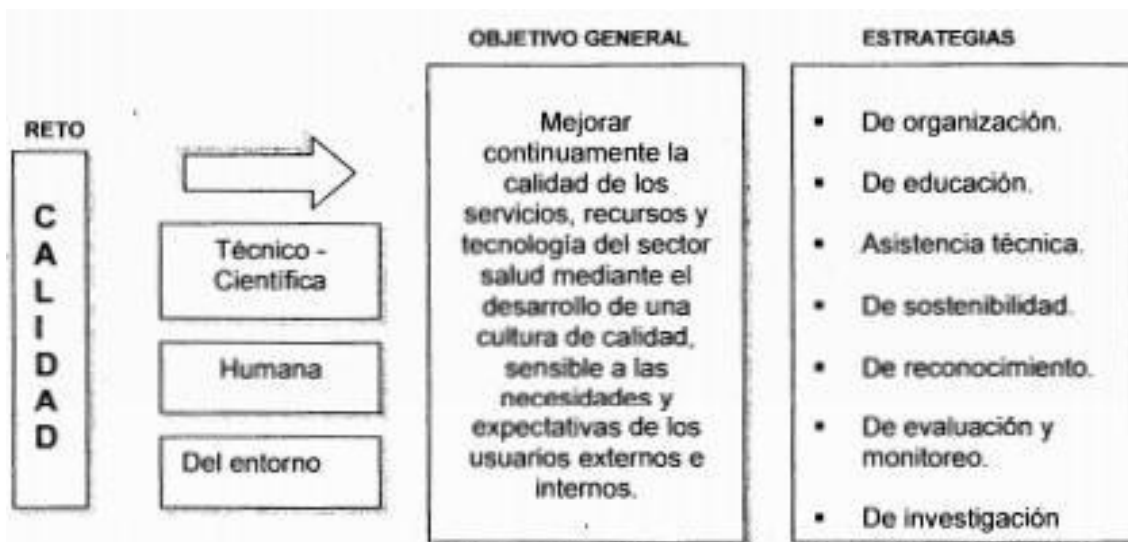 RETO
CALIDAD
Técnico -
Científica
Humana
Del entorno
OBJETIVO GENERAL
Mejorar
continuamente la
calidad de los
servicios, recursos y
tecnología del sector
salud mediante el
desarrollo de una
cultura de calidad,
sensible a las
necesidades y
expectativas de los
usuarios externos e
internos.
ESTRATEGIAS
▪ De organización.
▪ De educación.
▪ Asistencia técnica.
▪ De sostenibilidad.
▪ De reconocimiento.
▪ De evaluación y
monitoreo.
▪ De investigación